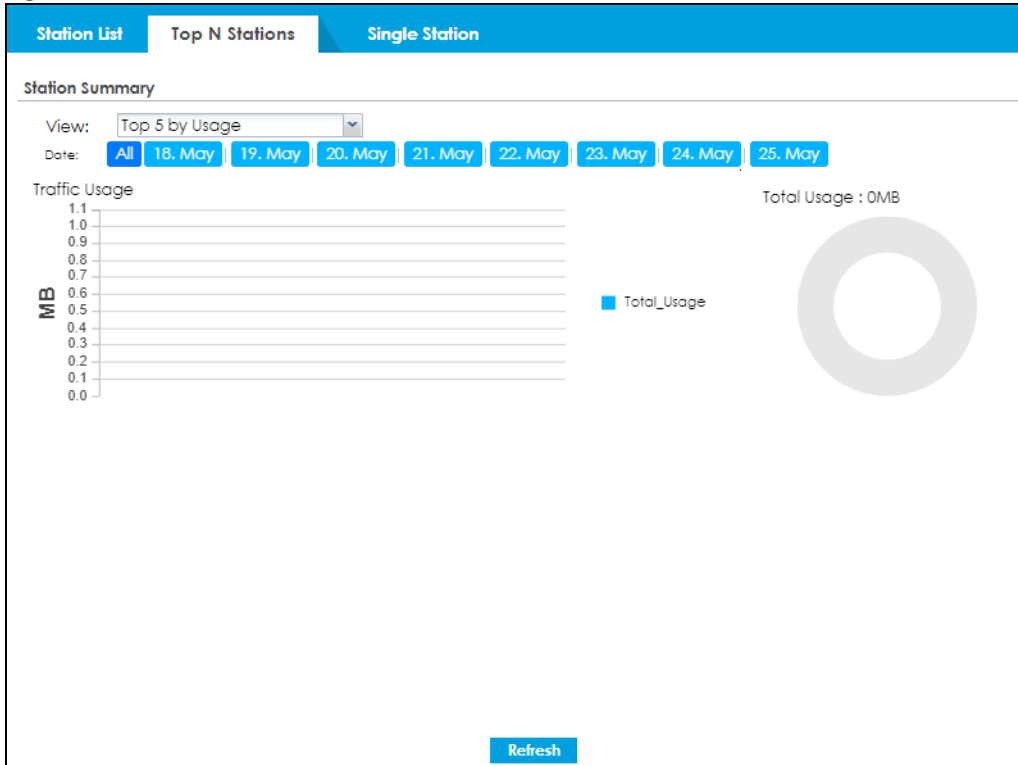 Station List Top N Stations Single Station
Station Summary
View: Top 5 by Usage
Date: All 18. May 19. May 20. May 21. May 22. May 23. May 24. May 25. May
Traffic Usage
Total Usage : 0MB
1.1
1.0
0.9
0.8
0.7
0.6
0.5
0.4
0.3
0.2
0.1
0.0
MB
Total_Usage
Refresh